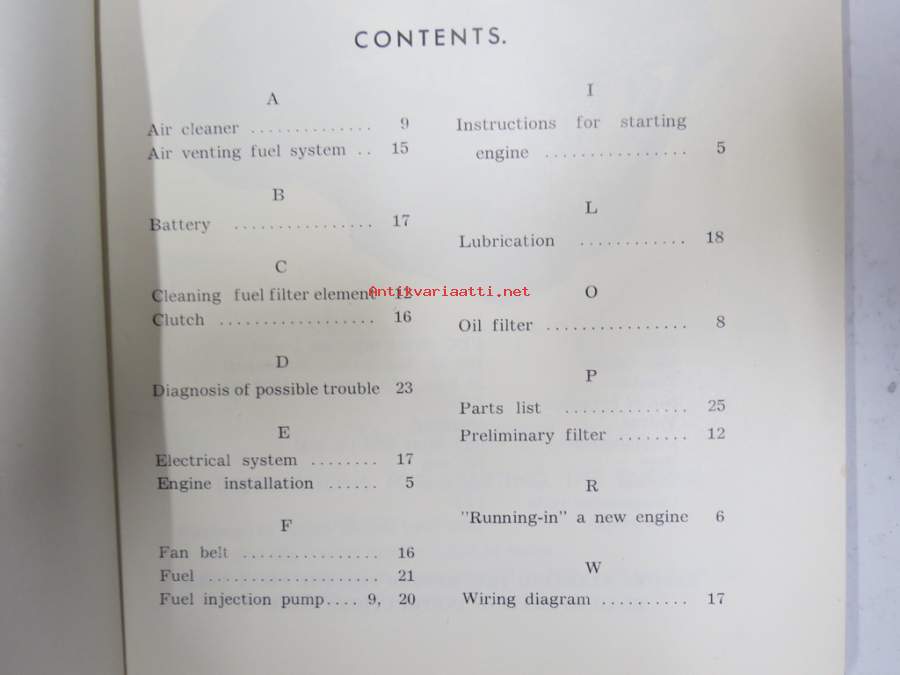 CONTENTS.
A
Air cleaner .............. 9
Air venting fuel system .. 15
B
Battery ................ 17
C
Cleaning fuel filter element 12
Clutch .................. 16
D
Diagnosis of possible trouble 23
E
Electrical system ........ 17
Engine installation ...... 5
F
Fan belt ................ 16
Fuel .................... 21
Fuel injection pump.... 9, 20
I
Instructions for starting
engine ................ 5
L
Lubrication ............ 18
O
Oil filter ................ 8
P
Parts list .............. 25
Preliminary filter ........ 12
R
"Running-in" a new engine 6
W
Wiring diagram .......... 17
Antikvariaatti.net